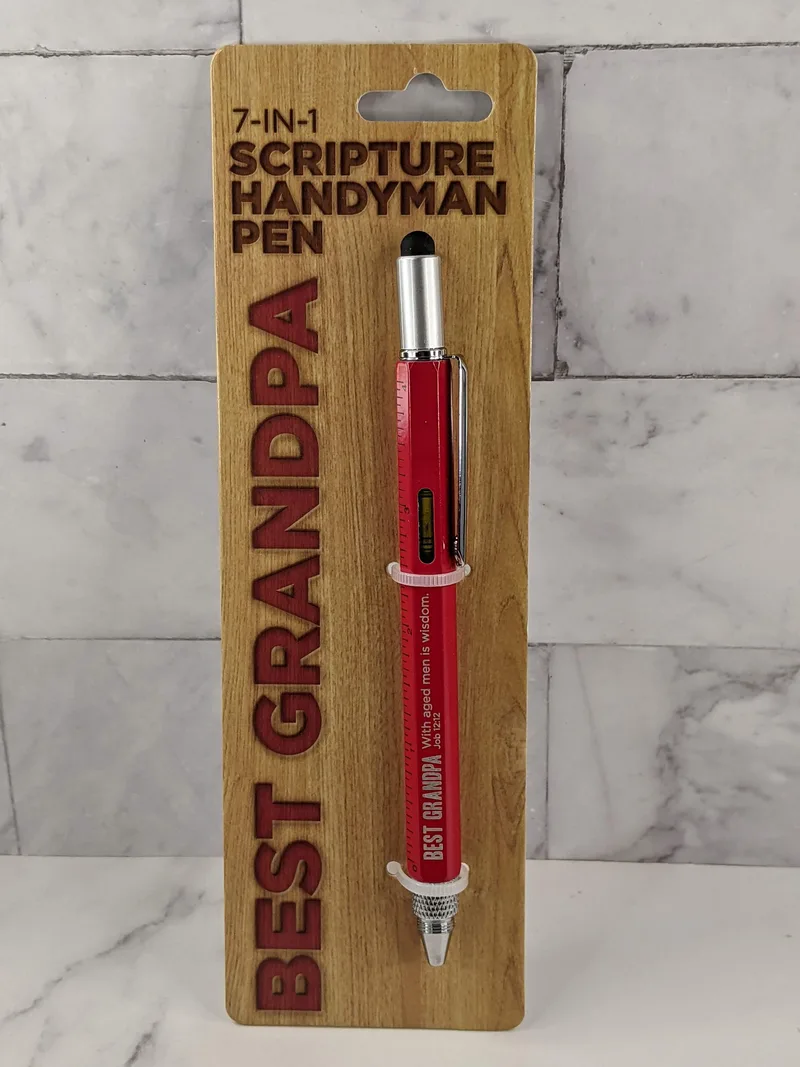 7-IN-1
SCRIPTURE
HANDYMAN
PEN
BEST GRANDPA
BEST GRANDPA
With aged men is wisdom.
Job 12:12